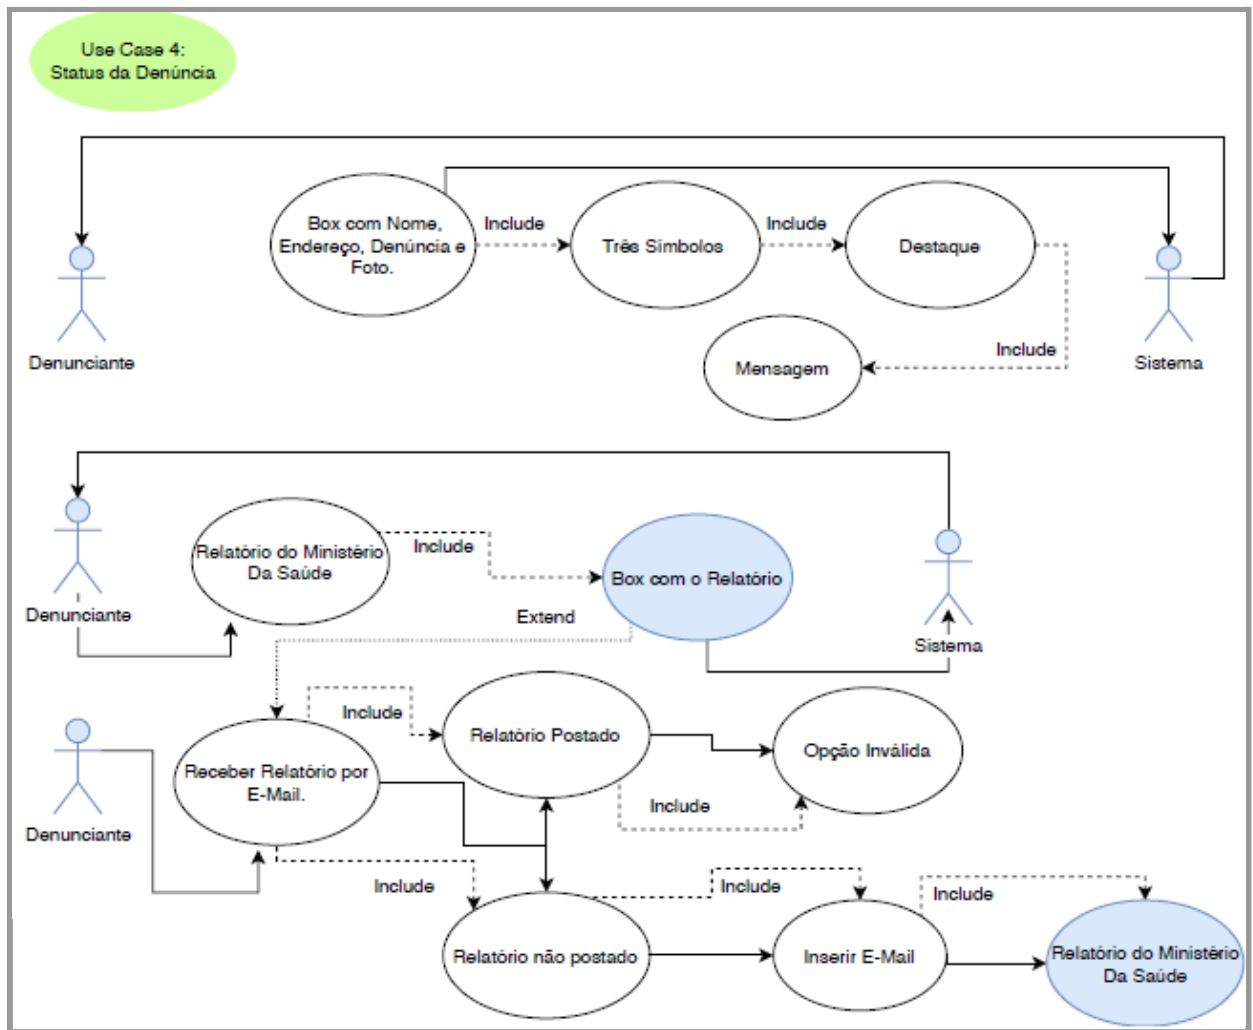 Use Case 4:
Status da Denúncia
Box com Nome,
Endereço, Denúncia e
Foto.
Include
Três Símbolos
Include
Destaque
Include
Mensagem
Denunciante
Sistema
Relatório do Ministério
Da Saúde
Include
Box com o Relatório
Extend
Denunciante
Sistema
Include
Relatório Postado
Opção Inválida
Receber Relatório por
E-Mail.
Include
Denunciante
Include
Include
Include
Relatório não postado
Inserir E-Mail
Relatório do Ministério
Da Saúde